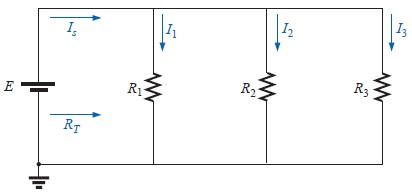 I_s I_1 I_2 I_3
E R_1 R_2 R_3
R_T